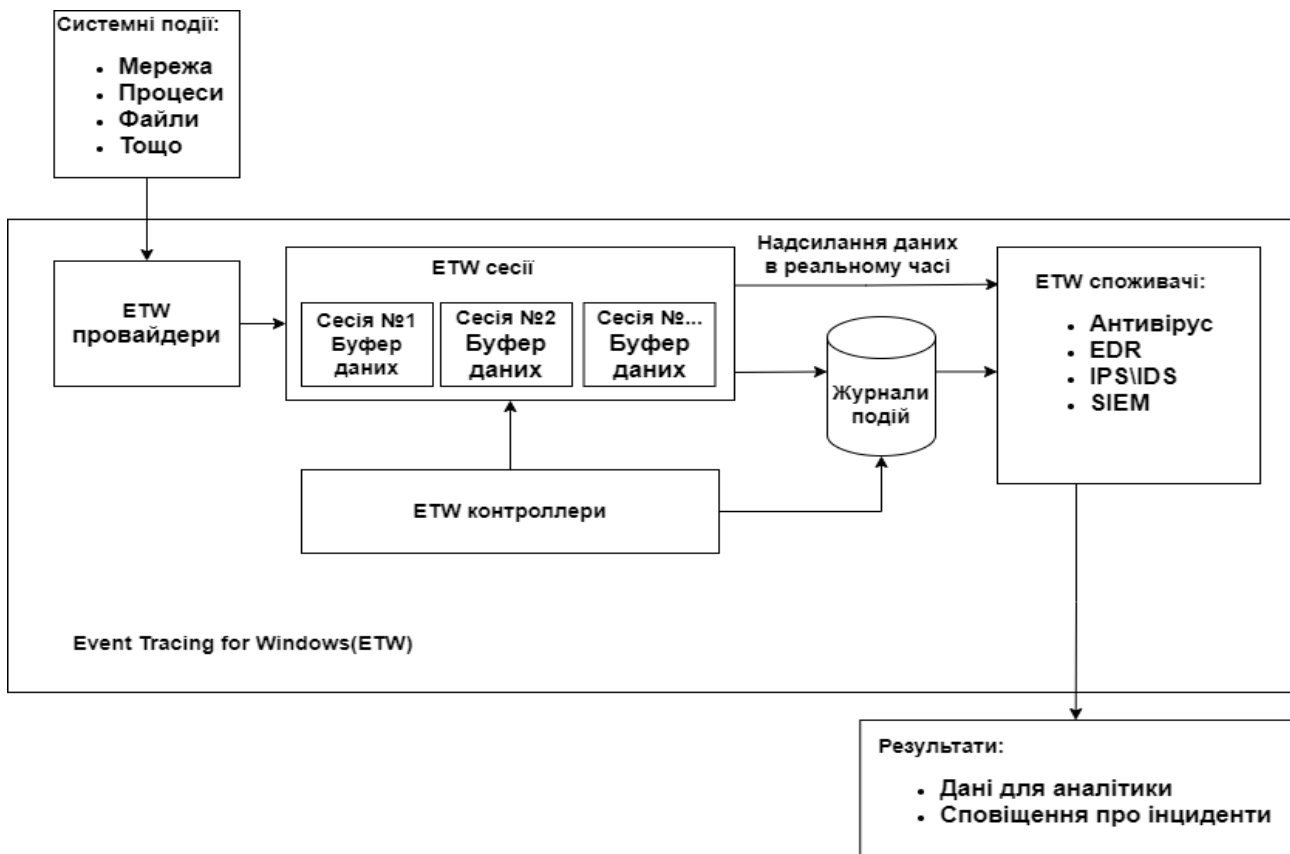 Системні події:
• Мережа
• Процеси
• Файли
• Тощо
ETW
провайдери
ETW сесії
Сесія №1
Буфер
даних
Сесія №2
Буфер
даних
Сесія №...
Буфер
даних
Надсилання даних
в реальному часі
Журнали
подій
ETW споживачі:
• Антивірус
• EDR
• IPS\IDS
• SIEM
ETW контроллери
Event Tracing for Windows(ETW)
Результати:
• Дані для аналітики
• Сповіщення про інциденти